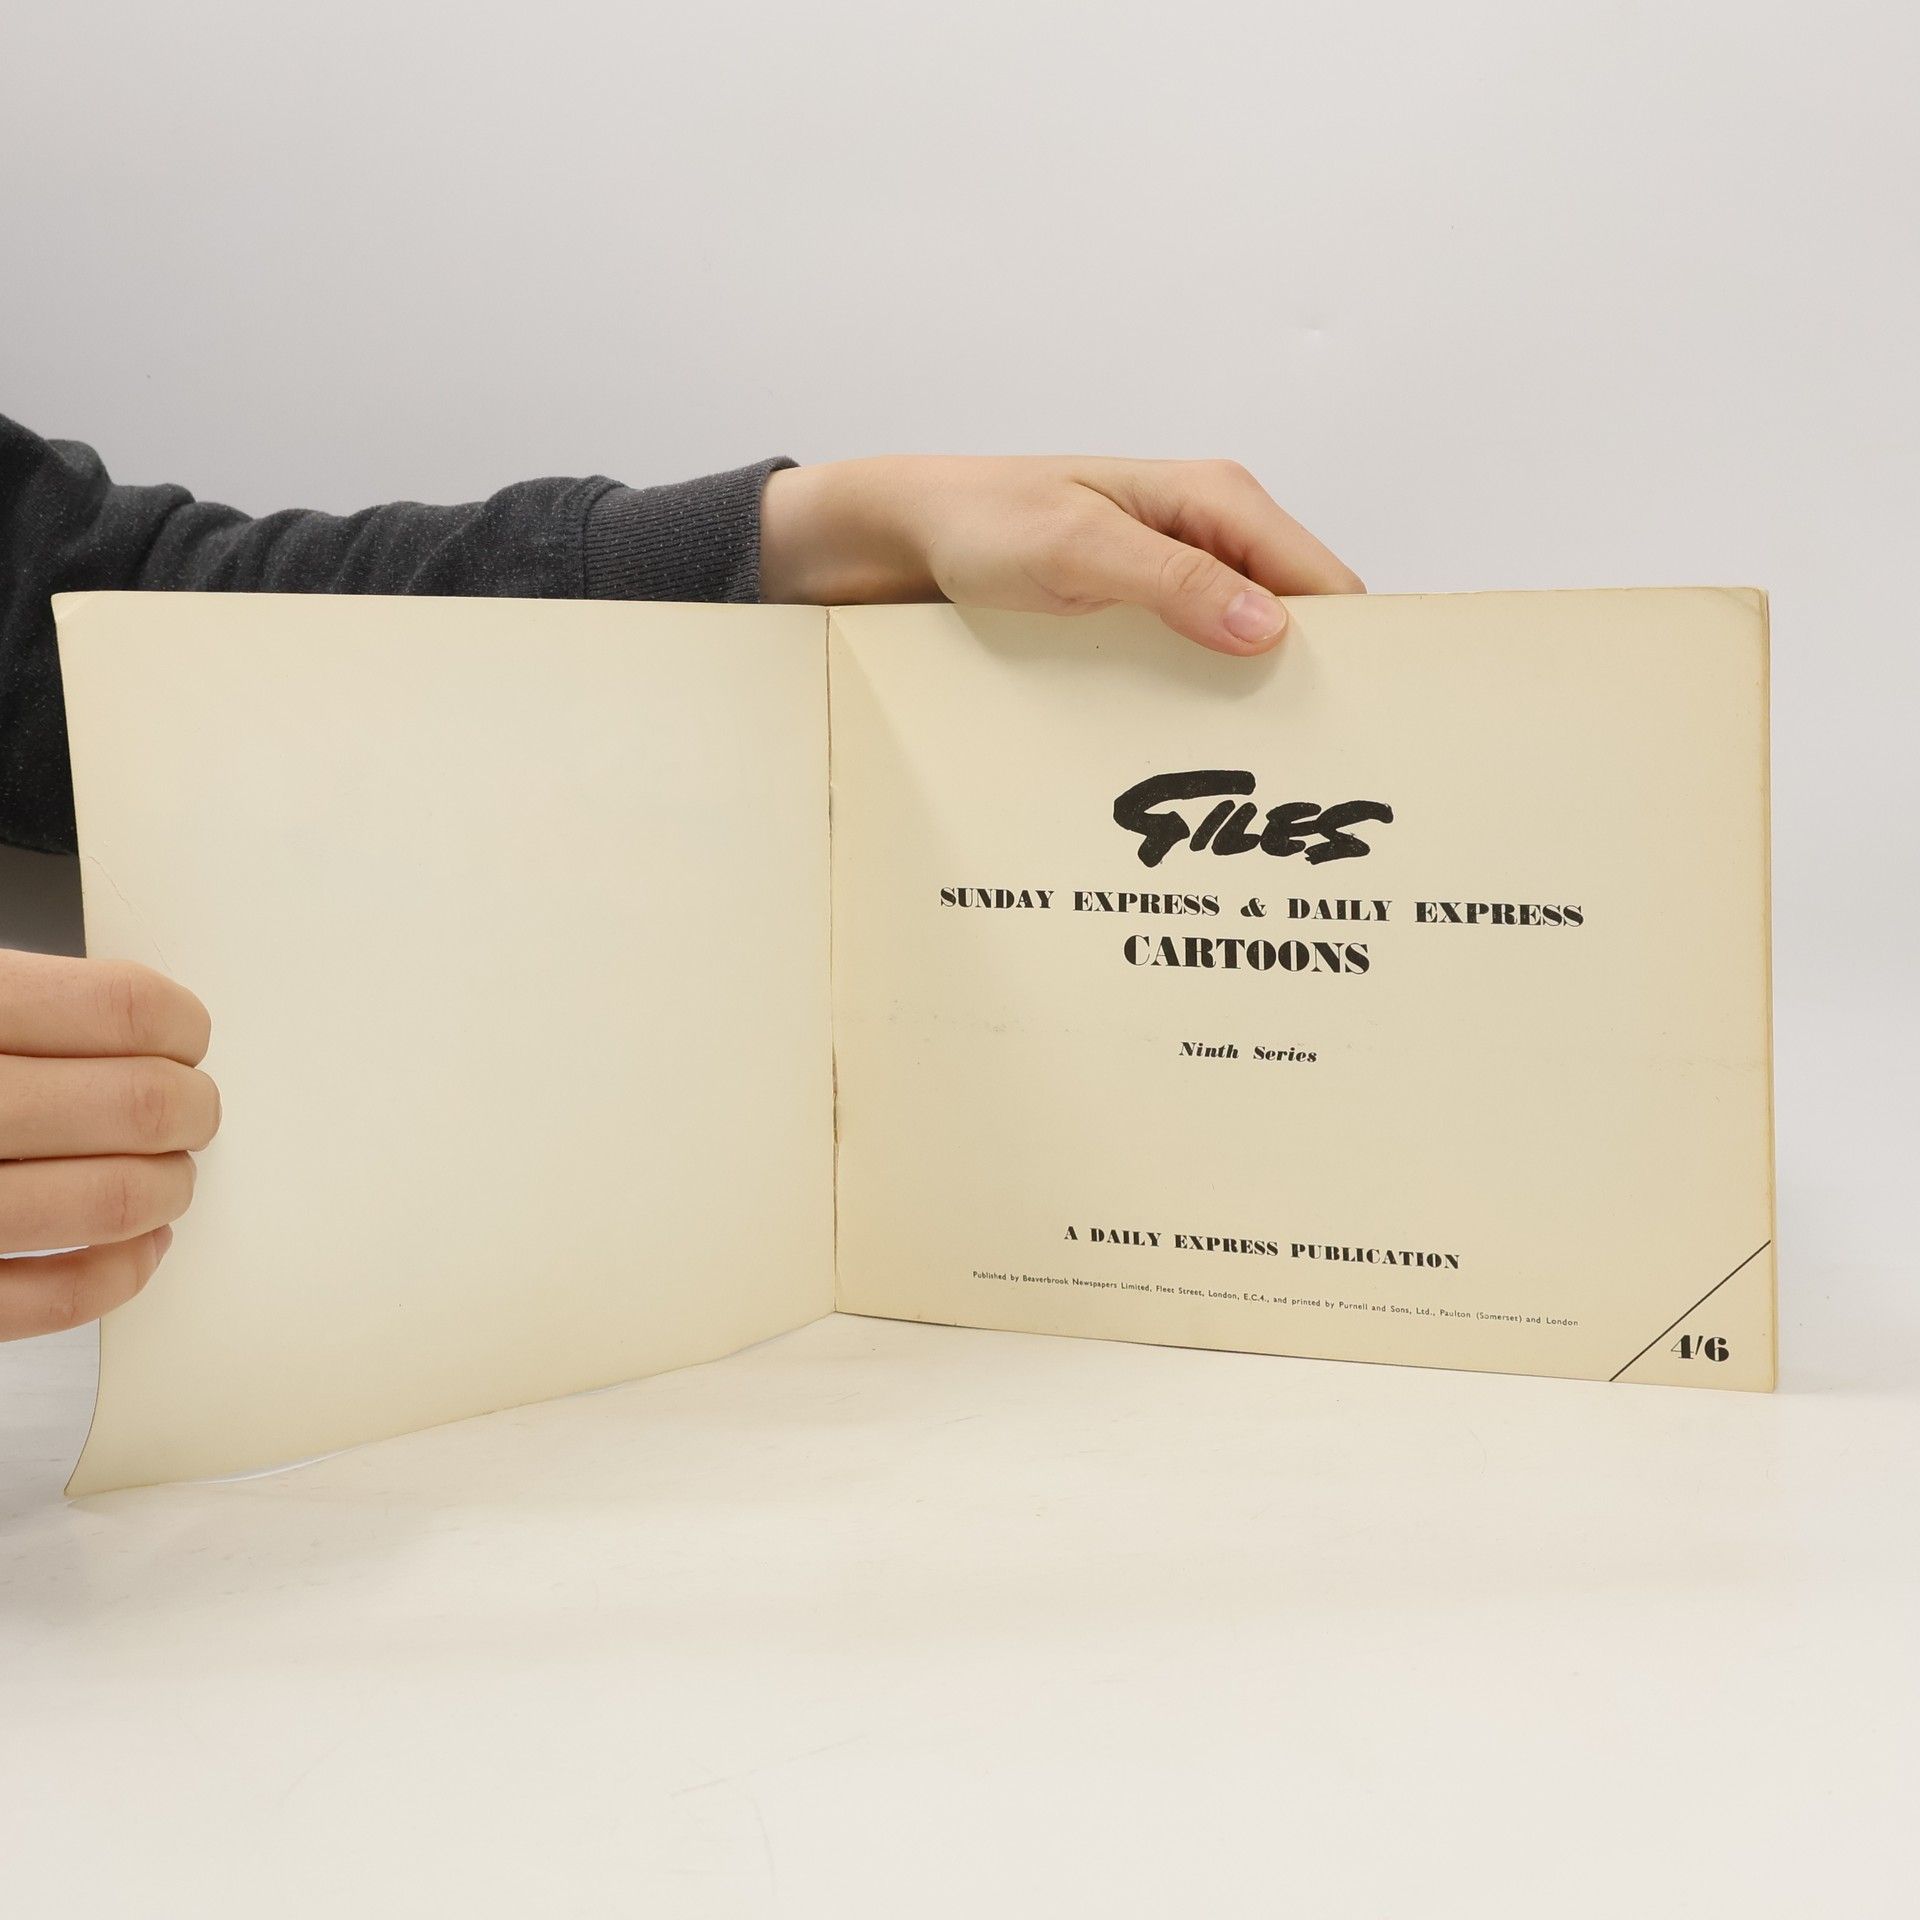 GILES
SUNDAY EXPRESS & DAILY EXPRESS
CARTOONS
Ninth Series
A DAILY EXPRESS PUBLICATION
Published by Beaverbrook Newspapers Limited, Fleet Street, London, E.C.4., and printed by Purnell and Sons, Ltd., Paulton (Somerset) and London
4/6